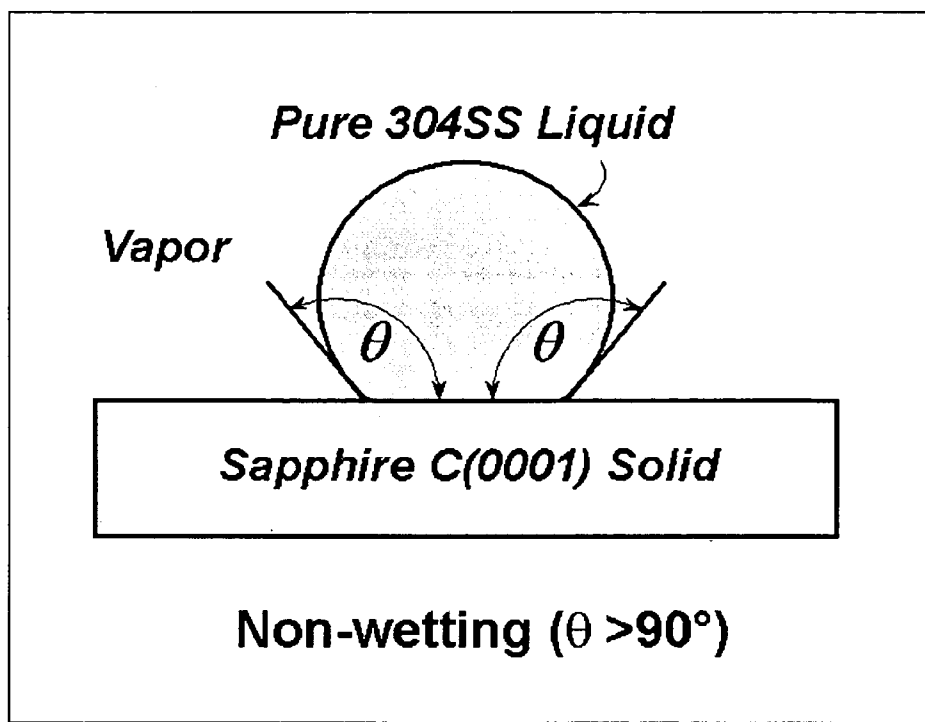 Pure 304SS Liquid
Vapor
θ θ
Sapphire C(0001) Solid
Non-wetting (θ >90°)